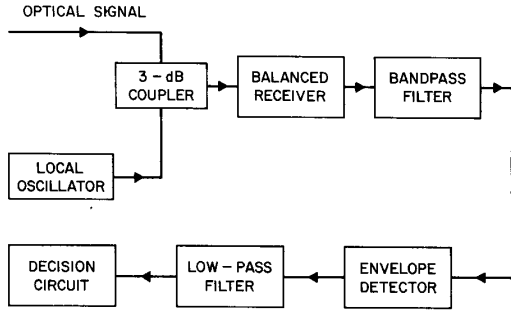 OPTICAL SIGNAL
3 - dB
COUPLER
BALANCED
RECEIVER
BANDPASS
FILTER
LOCAL
OSCILLATOR
DECISION
CIRCUIT
LOW - PASS
FILTER
ENVELOPE
DETECTOR